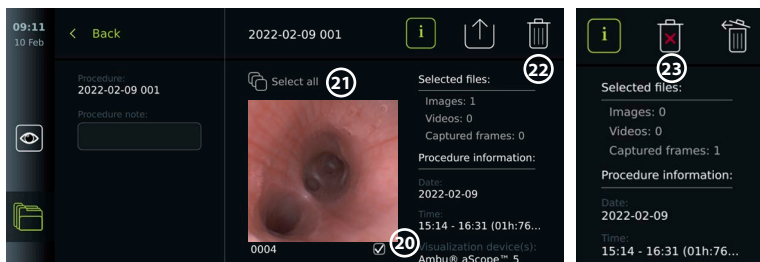 09:11
10 Feb
Back
Procedure:
2022-02-09 001
Procedure note:
2022-02-09 001
i
Select all
21
22
0004
20
Selected files:
Images: 1
Videos: 0
Captured frames: 0
Procedure information:
Date:
2022-02-09
Time:
15:14 - 16:31 (01h:76...
Visualization device(s):
Ambu® aScope™ 5
i
23
Selected files:
Images: 0
Videos: 0
Captured frames: 1
Procedure information:
Date:
2022-02-09
Time:
15:14 - 16:31 (01h:76...